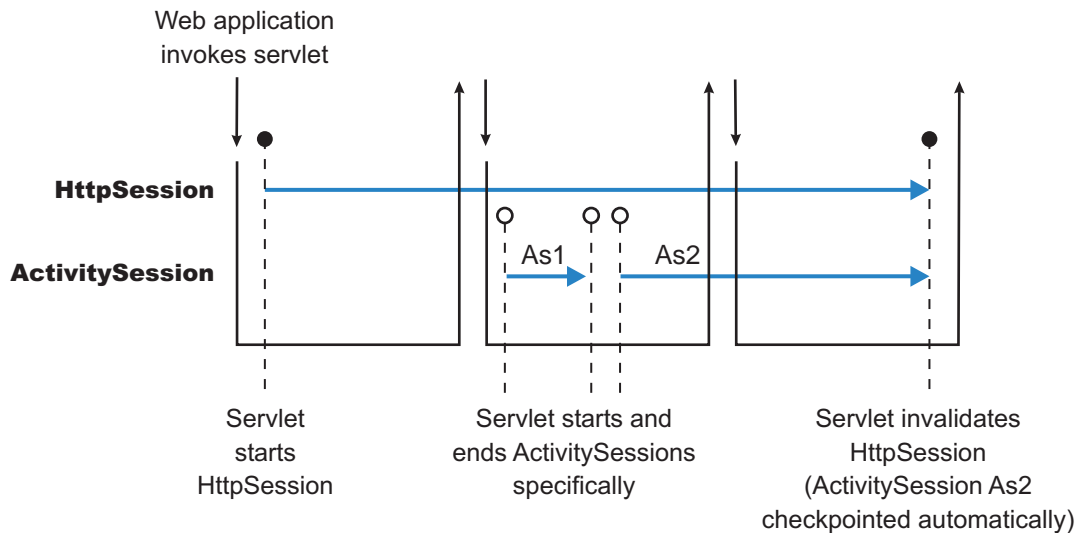 Web application
invokes servlet
HttpSession
As1
As2
ActivitySession
Servlet
starts
HttpSession
Servlet starts and
ends ActivitySessions
specifically
Servlet invalidates
HttpSession
(ActivitySession As2
checkpointed automatically)